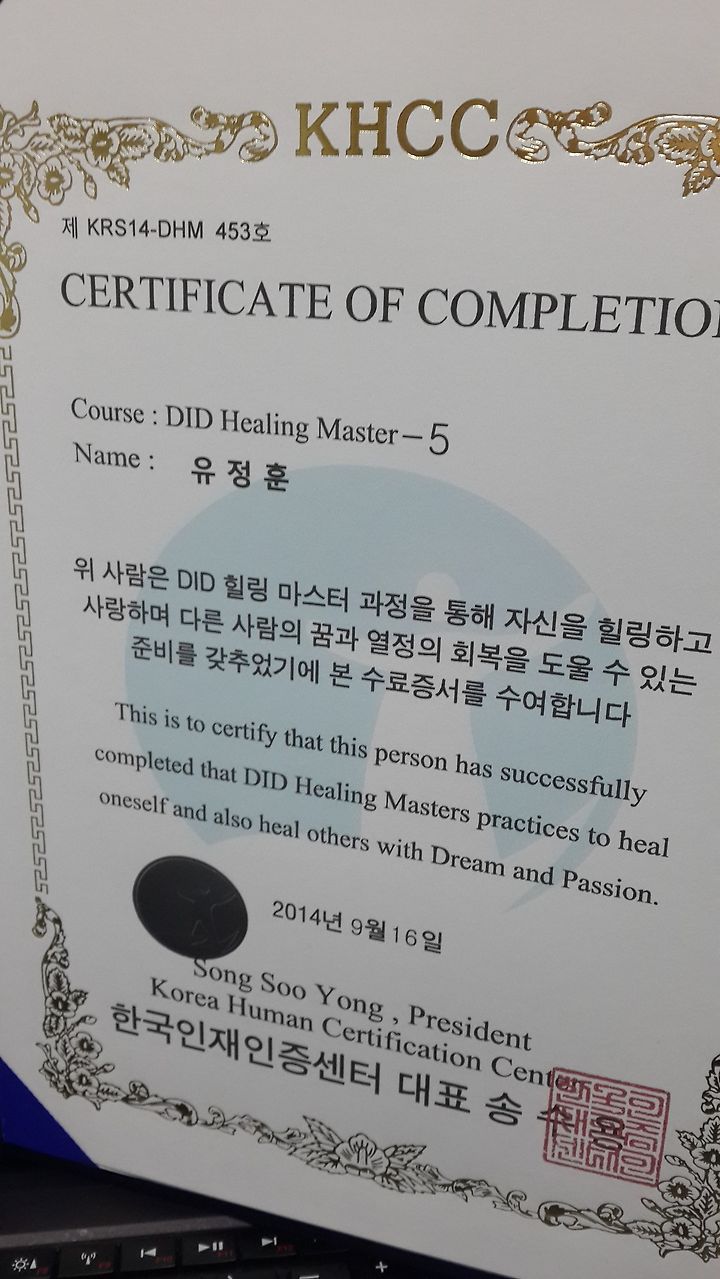 KHCC
제 KRS14-DHM 453호
CERTIFICATE OF COMPLETIO
Course : DID Healing Master – 5
Name : 유정훈
위 사람은 DID 힐링 마스터 과정을 통해 자신을 힐링하고
사랑하며 다른 사람의 꿈과 열정의 회복을 도울 수 있는
준비를 갖추었기에 본 수료증서를 수여합니다
This is to certify that this person has successfully
completed that DID Healing Masters practices to heal
oneself and also heal others with Dream and Passion.
2014년 9월 16일
Song Soo Yong , President
Korea Human Certification Center
한국인재인증센터 대표 송 수 용
F10
F11
F12